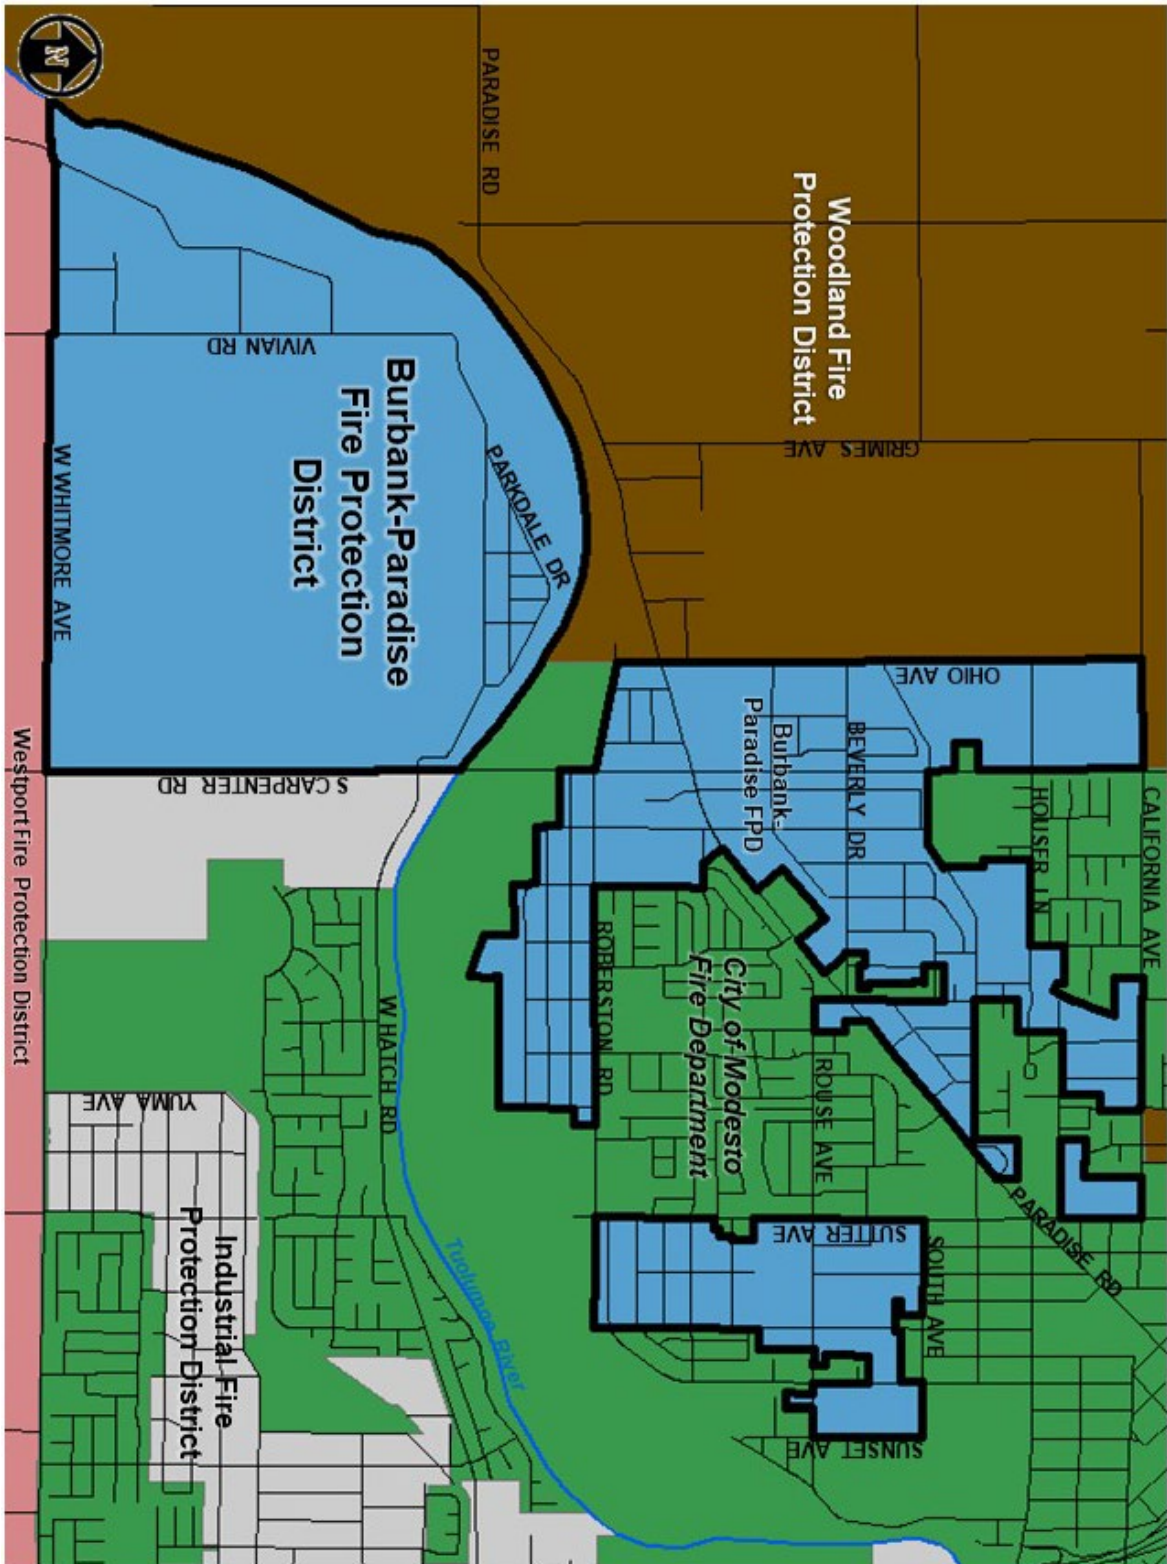 N
PARADISE RD
Woodland Fire
Protection District
GRIMES AVE
VIVIAN RD
Burbank-Paradise
Fire Protection
District
PARKDALE DR
W WHITMORE AVE
OHIO AVE
S CARPENTER RD
Burbank-
Paradise FPD
BEVERLY DR
HOUSER LN
CALIFORNIA AVE
Westport Fire Protection District
ROBERSTON RD
City of Modesto
Fire Department
ROUSE AVE
W HATCH RD
YUMA AVE
PARADISE RD
SUTTER AVE
SOUTH AVE
Industrial Fire
Protection District
Tuolumne River
SUNSET AVE